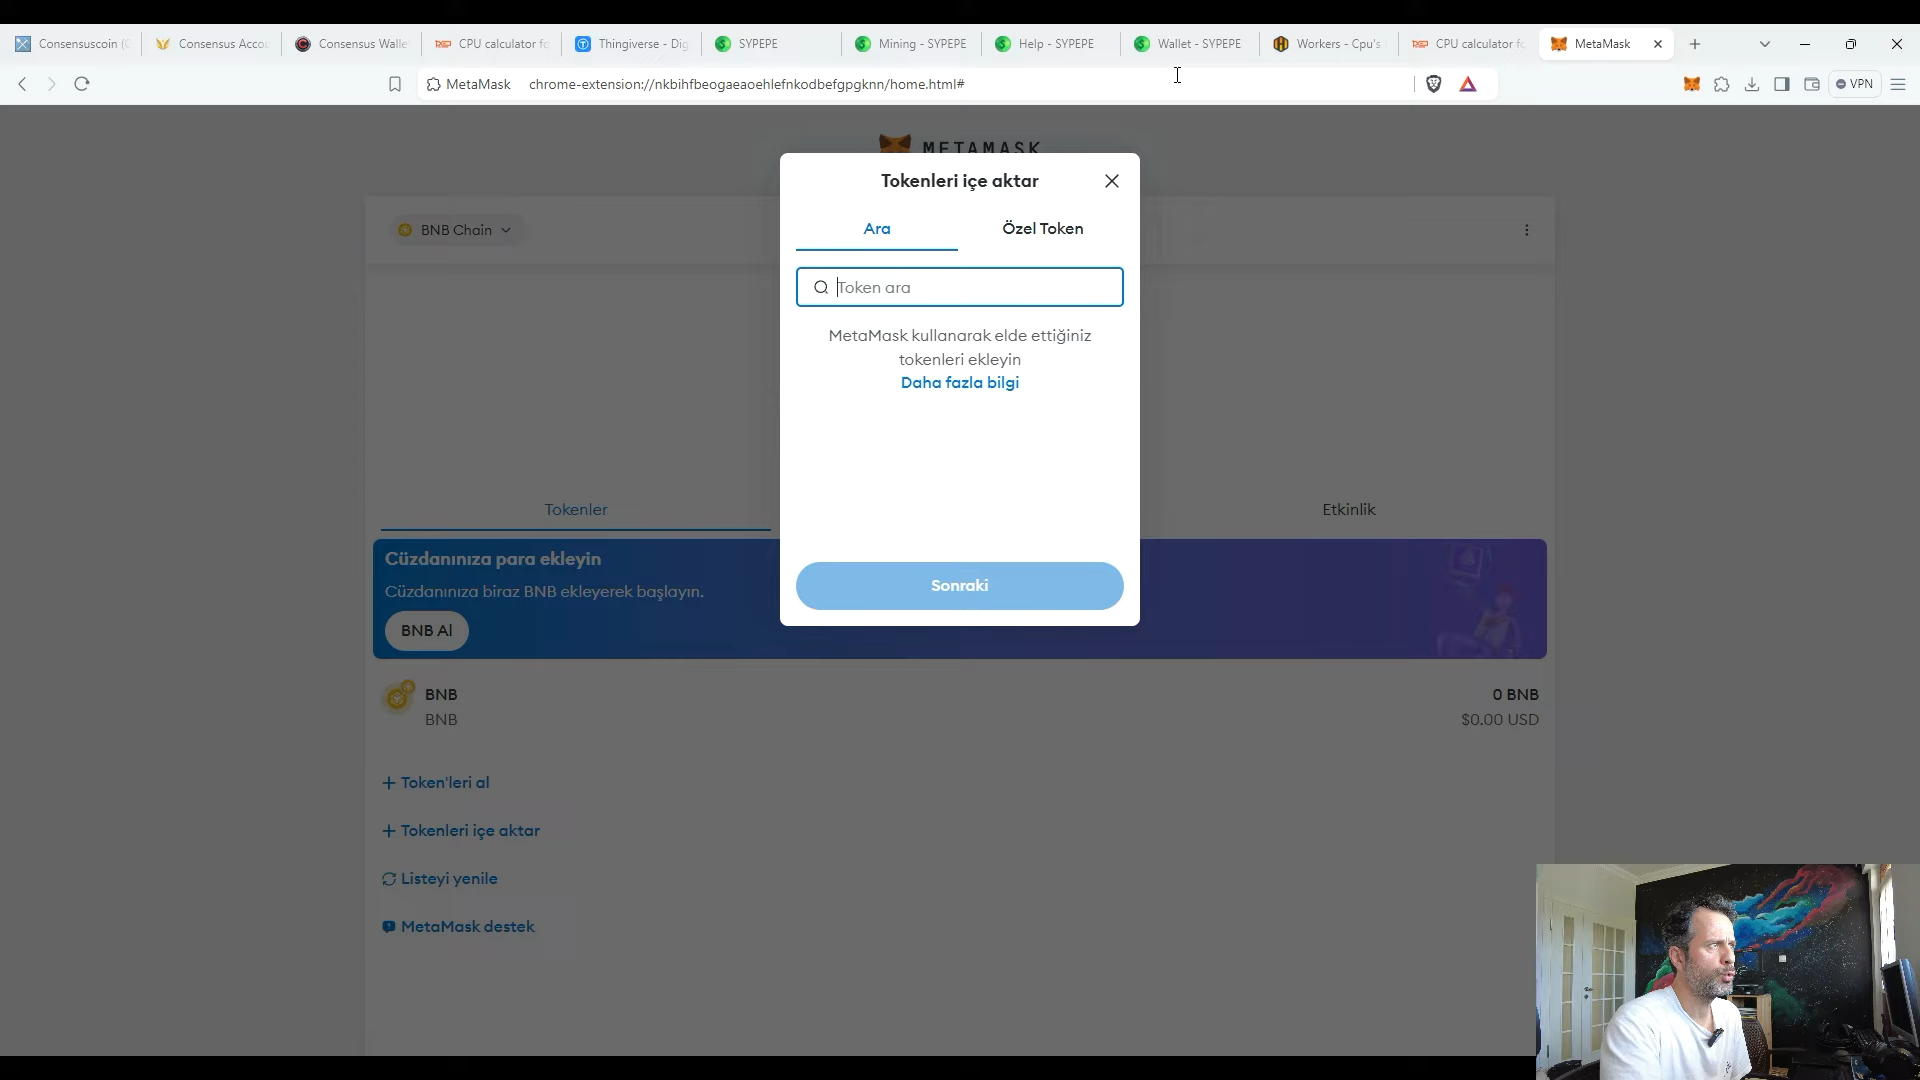 Consensuscoin (C
Consensus Accou
Consensus Walle
CPU calculator fo
Thingiverse - Dig
SYPEPE
Mining - SYPEPE
Help - SYPEPE
Wallet - SYPEPE
Workers - Cpu's
CPU calculator fo
MetaMask
MetaMask
chrome-extension://nkbihfbeogaeaoehlefnkodbefgpgknn/home.html#
VPN
METAMASK
Tokenleri içe aktar
Ara
Özel Token
BNB Chain
Token ara
MetaMask kullanarak elde ettiğiniz
tokenleri ekleyin
Daha fazla bilgi
Tokenler
Etkinlik
Cüzdanınıza para ekleyin
Cüzdanınıza biraz BNB ekleyerek başlayın.
Sonraki
BNB Al
BNB
0 BNB
BNB
$0.00 USD
Token'leri al
Tokenleri içe aktar
Listeyi yenile
MetaMask destek